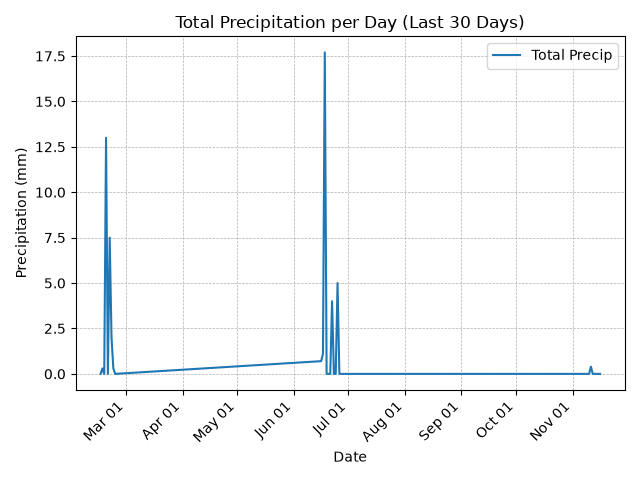 Total Precipitation per Day (Last 30 Days)
Total Precip
17.5
15.0
12.5
10.0
7.5
5.0
2.5
0.0
Precipitation (mm)
Mar 01
Apr 01
May 01
Jun 01
Jul 01
Aug 01
Sep 01
Oct 01
Nov 01
Date